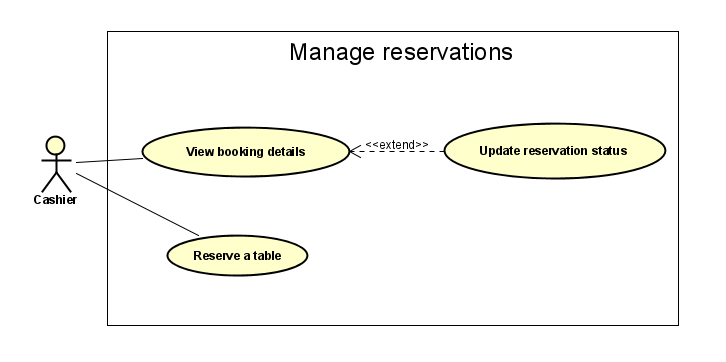 Manage reservations
View booking details
<<extend>>
Update reservation status
Cashier
Reserve a table